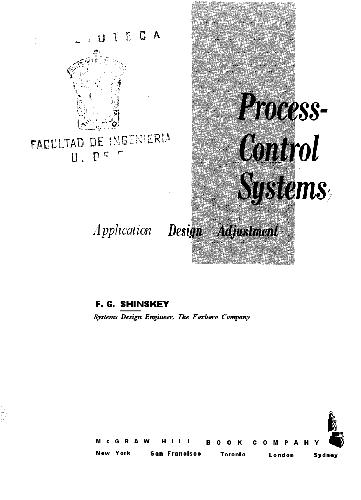 BIOTECA
FACULTAD DE INGENIERIA
Process-
Control
Systems
Application Design Adjustment
F. G. SHINSKEY
Systems Design Engineer, The Foxboro Company
McGRAW HILL BOOK COMPANY
New York San Francisco Toronto London Sydney